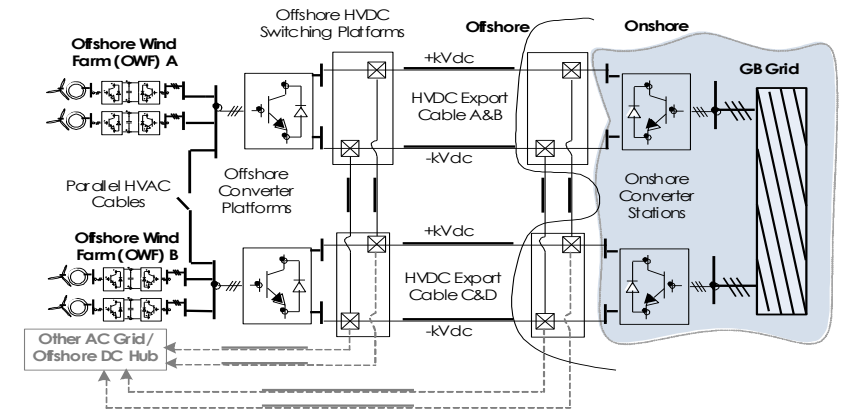 Offshore HVDC
Switching Platforms
Offshore
Onshore
Offshore Wind
Farm (OWF) A
+kVdc
GB Grid
HVDC Export
Cable A&B
-kVdc
Parallel HVAC
Cables
Offshore
Converter
Platforms
Onshore
Converter
Stations
+kVdc
Offshore Wind
Farm (OWF) B
HVDC Export
Cable C&D
-kVdc
Other AC Grid/
Offshore DC Hub